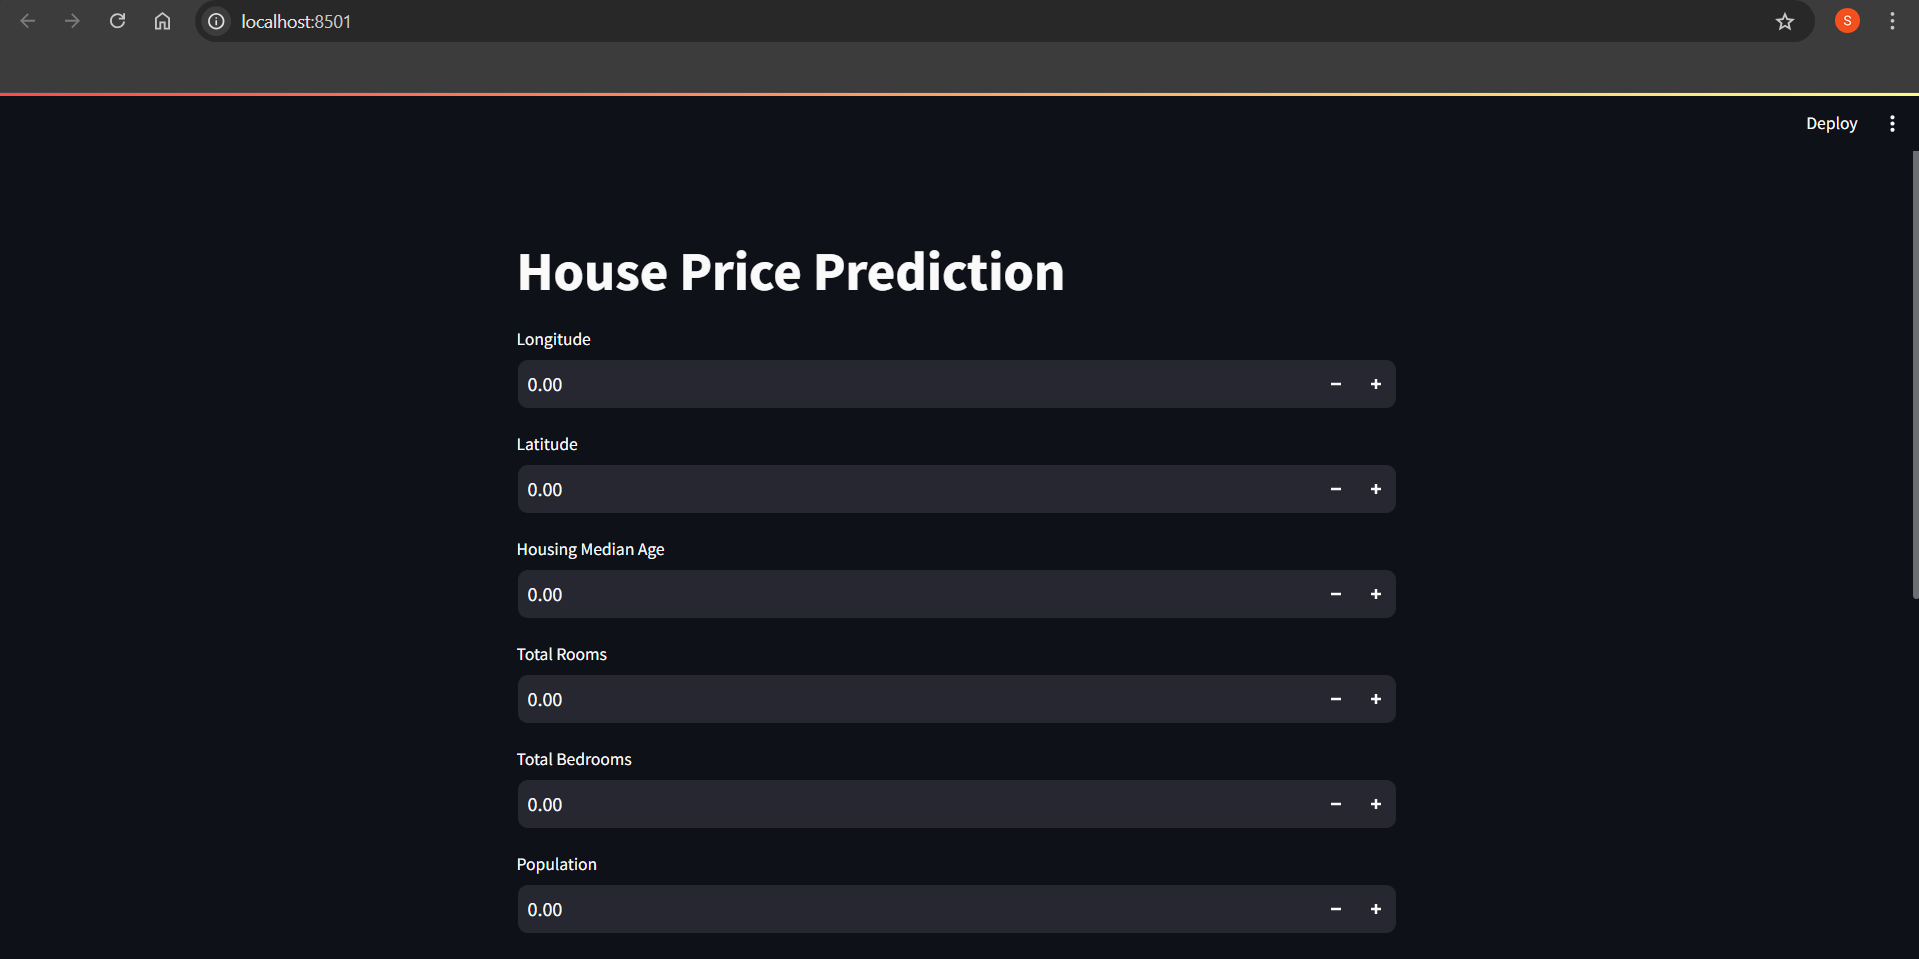 localhost:8501
S
Deploy
House Price Prediction
Longitude
0.00
Latitude
0.00
Housing Median Age
0.00
Total Rooms
0.00
Total Bedrooms
0.00
Population
0.00